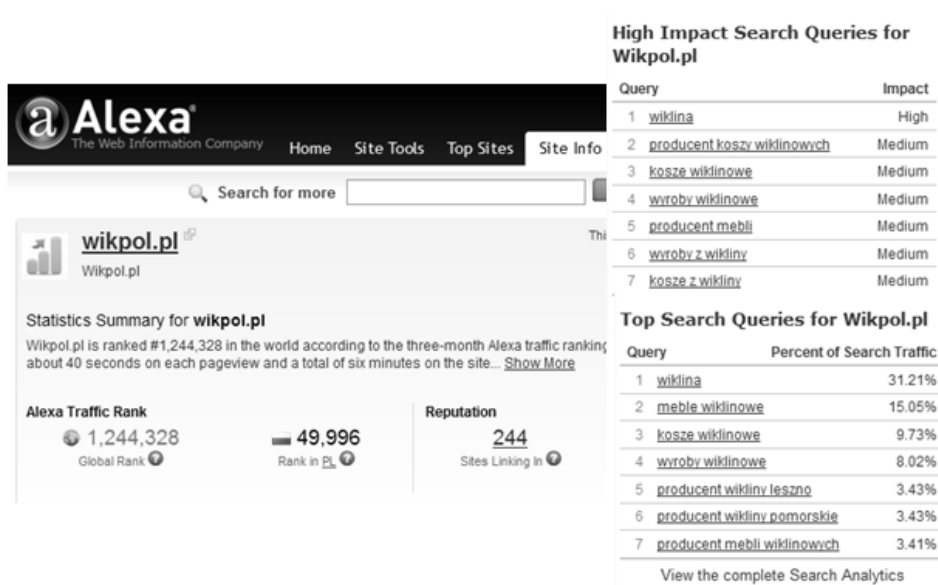 a Alexa®
The Web Information Company
Home Site Tools Top Sites Site Info
Search for more
wikpol.pl
Wikpol.pl
Thi
Statistics Summary for wikpol.pl
Wikpol.pl is ranked #1,244,328 in the world according to the three-month Alexa traffic ranking
about 40 seconds on each pageview and a total of six minutes on the site... Show More
Alexa Traffic Rank
1,244,328
Global Rank ?
49,996
Rank in PL ?
Reputation
244
Sites Linking In ?
High Impact Search Queries for
Wikpol.pl
Query Impact
1 wiklina High
2 producent koszy wiklinowych Medium
3 kosze wiklinowe Medium
4 wyroby wiklinowe Medium
5 producent mebli Medium
6 wyroby z wikliny Medium
7 kosze z wikliny Medium
Top Search Queries for Wikpol.pl
Query Percent of Search Traffic
1 wiklina 31.21%
2 meble wiklinowe 15.05%
3 kosze wiklinowe 9.73%
4 wyroby wiklinowe 8.02%
5 producent wikliny leszno 3.43%
6 producent wikliny pomorskie 3.43%
7 producent mebli wiklinowych 3.41%
View the complete Search Analytics